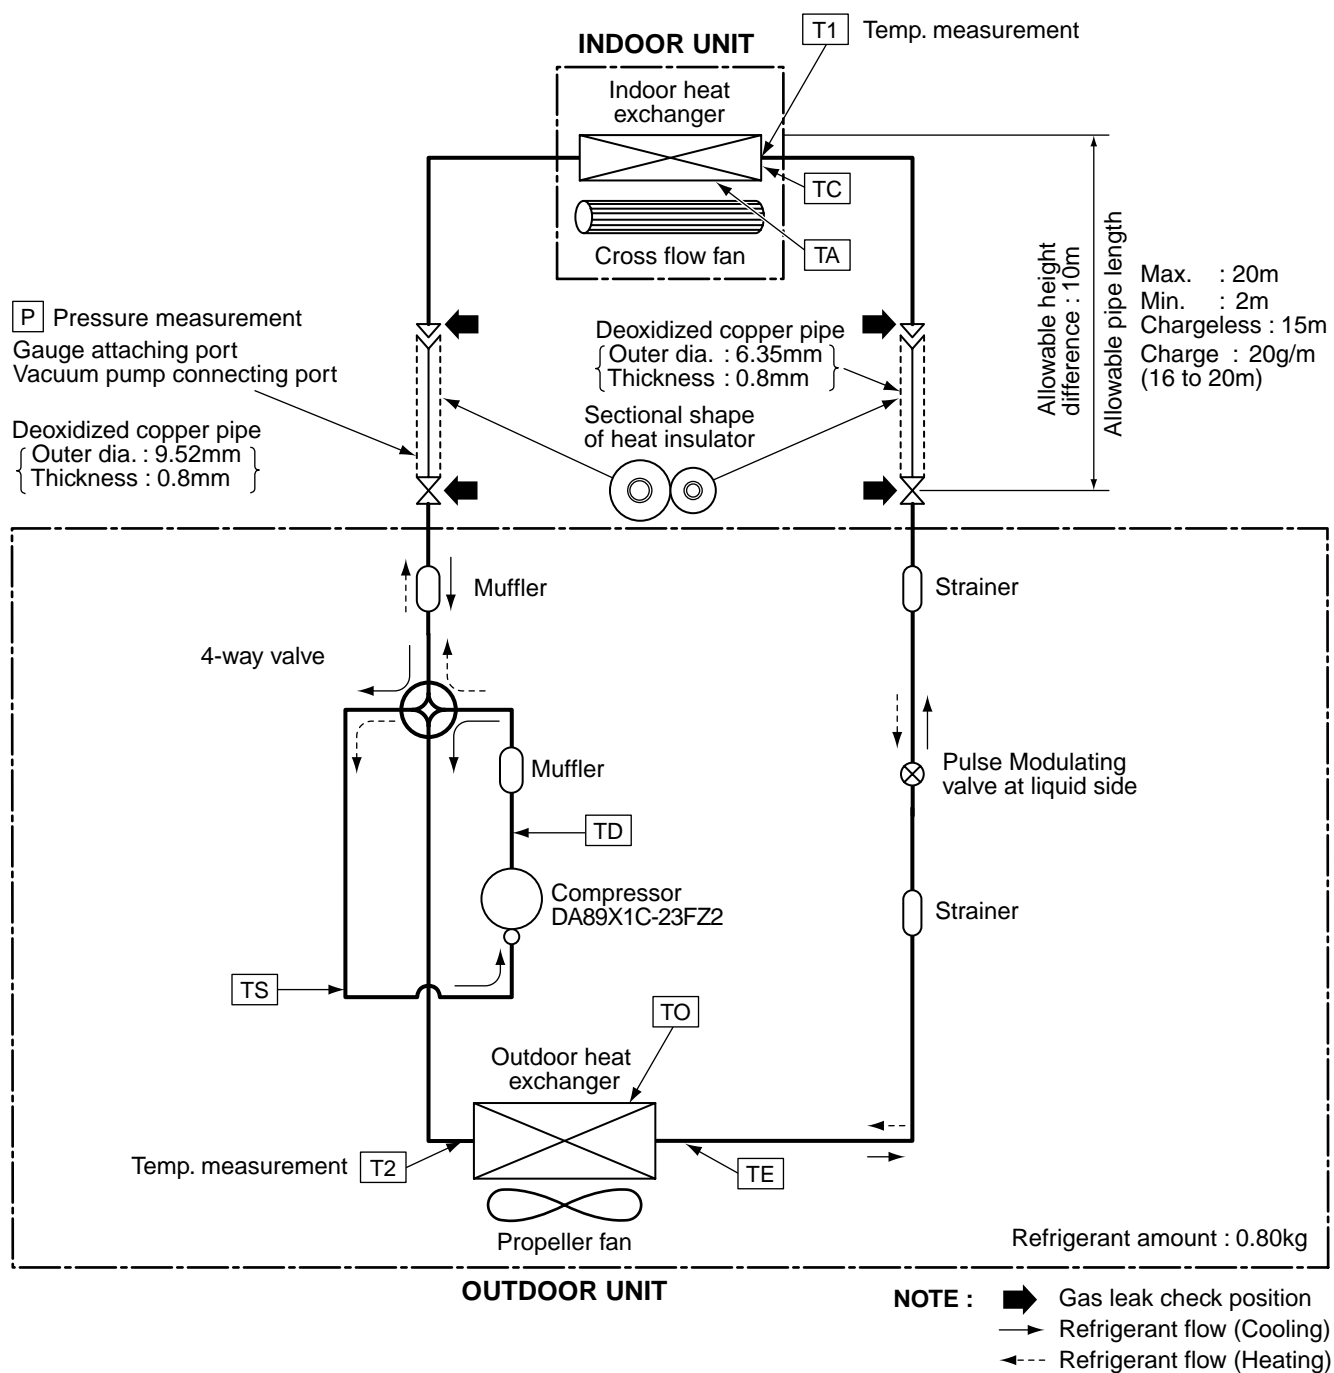 T1 Temp. measurement
INDOOR UNIT
Indoor heat
exchanger
TC
TA
Cross flow fan
Allowable height
difference : 10m
Allowable pipe length
Max. : 20m
Min. : 2m
Chargeless : 15m
Charge : 20g/m
(16 to 20m)
P Pressure measurement
Gauge attaching port
Vacuum pump connecting port
Deoxidized copper pipe
Outer dia. : 9.52mm
Thickness : 0.8mm
Deoxidized copper pipe
Outer dia. : 6.35mm
Thickness : 0.8mm
Sectional shape
of heat insulator
Muffler
Strainer
4-way valve
Muffler
Pulse Modulating
valve at liquid side
TD
Compressor
DA89X1C-23FZ2
Strainer
TS
TO
Outdoor heat
exchanger
Temp. measurement T2
TE
Propeller fan
Refrigerant amount : 0.80kg
OUTDOOR UNIT
NOTE :
Gas leak check position
Refrigerant flow (Cooling)
Refrigerant flow (Heating)